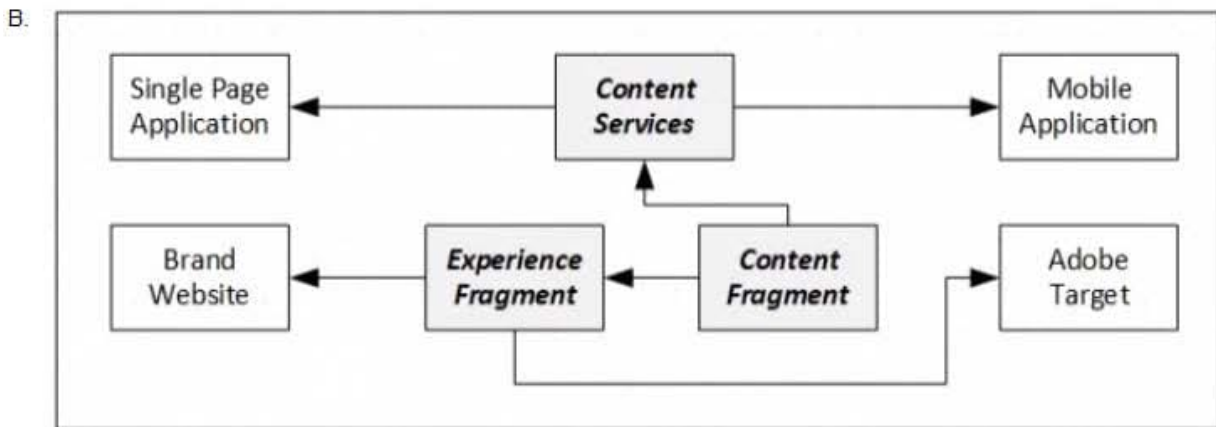 B.
Single Page
Application
Content
Services
Mobile
Application
Brand
Website
Experience
Fragment
Content
Fragment
Adobe
Target